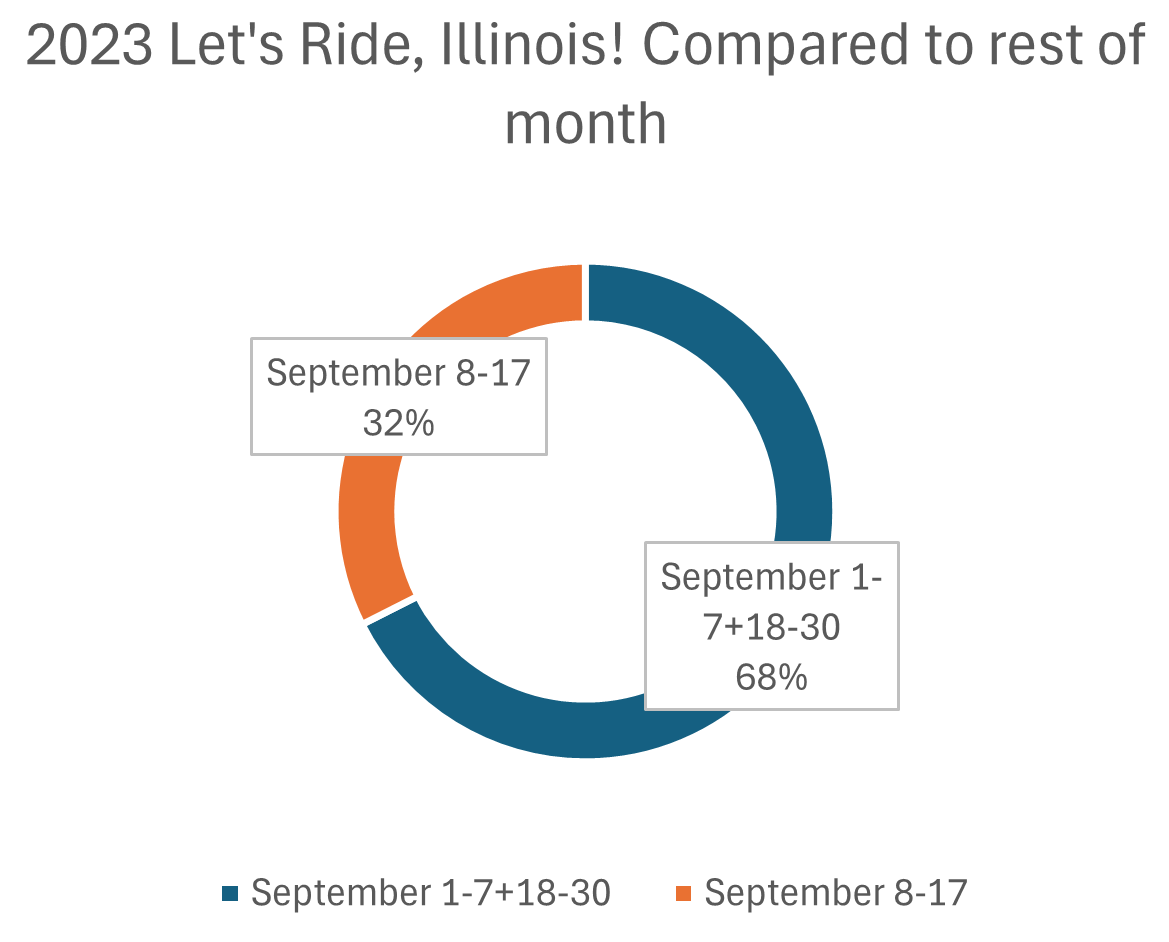 2023 Let's Ride, Illinois! Compared to rest of
month
September 8-17
32%
September 1-
7+18-30
68%
September 1-7+18-30
September 8-17